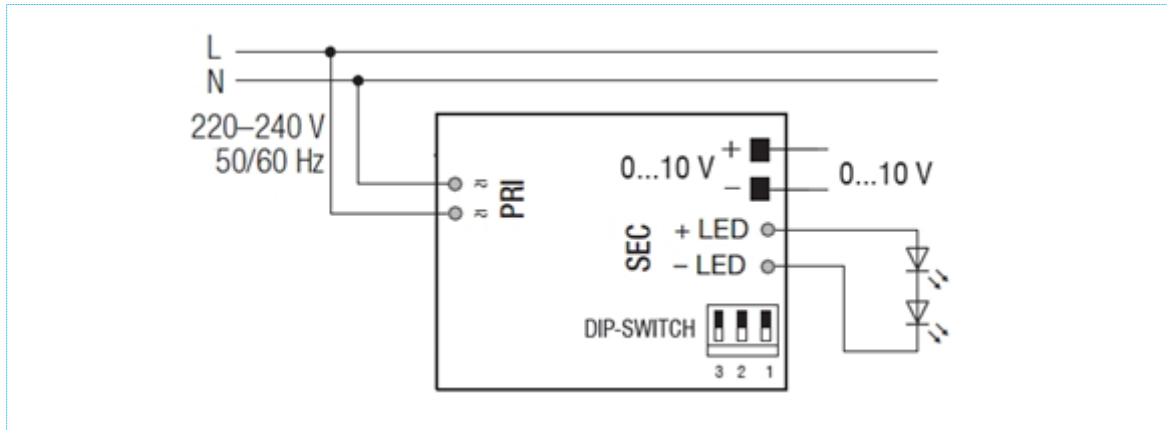 L
N
220–240 V
50/60 Hz
≂ PRI
≂
0...10 V + –
0...10 V
SEC
+ LED
– LED
DIP-SWITCH
3 2 1